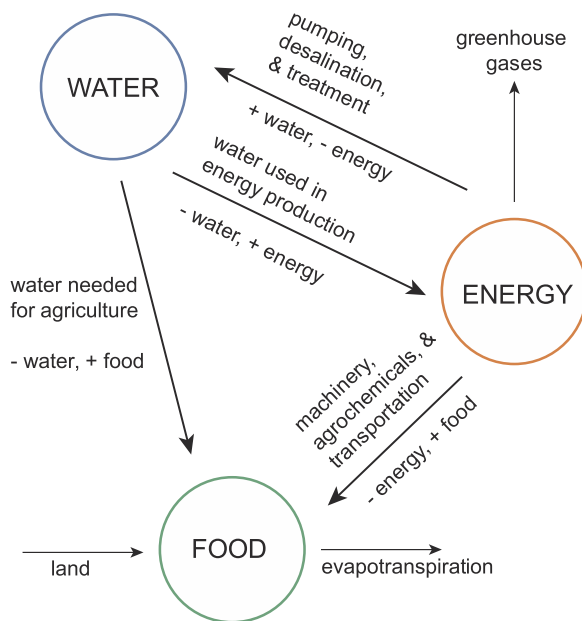 WATER
pumping,
desalination,
& treatment
+ water, - energy
greenhouse
gases
water used in
energy production
- water, + energy
ENERGY
water needed
for agriculture
- water, + food
machinery,
agrochemicals, &
transportation
- energy, + food
FOOD
land
evapotranspiration